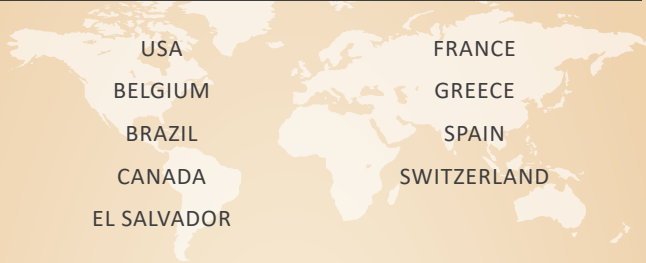 USA
BELGIUM
BRAZIL
CANADA
EL SALVADOR
FRANCE
GREECE
SPAIN
SWITZERLAND